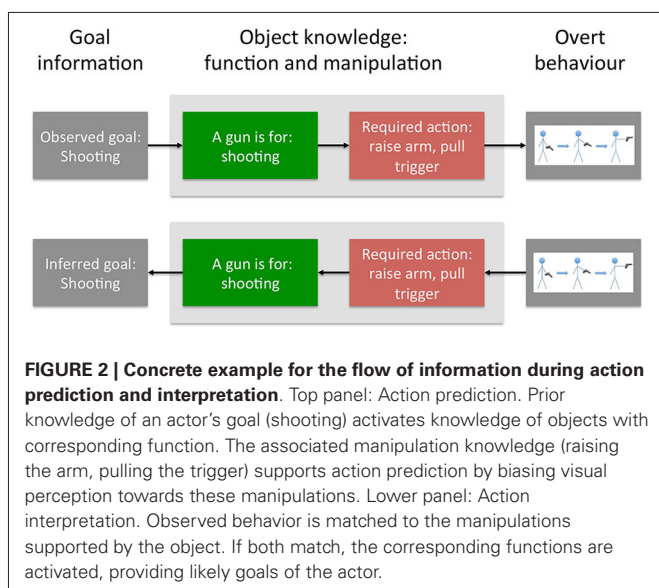 Goal
information
Object knowledge:
function and manipulation
Overt
behaviour
Observed goal:
Shooting
A gun is for:
shooting
Required action:
raise arm, pull
trigger
Inferred goal:
Shooting
A gun is for:
shooting
Required action:
raise arm, pull
trigger
FIGURE 2 | Concrete example for the flow of information during action
prediction and interpretation. Top panel: Action prediction. Prior
knowledge of an actor's goal (shooting) activates knowledge of objects with
corresponding function. The associated manipulation knowledge (raising
the arm, pulling the trigger) supports action prediction by biasing visual
perception towards these manipulations. Lower panel: Action
interpretation. Observed behavior is matched to the manipulations
supported by the object. If both match, the corresponding functions are
activated, providing likely goals of the actor.